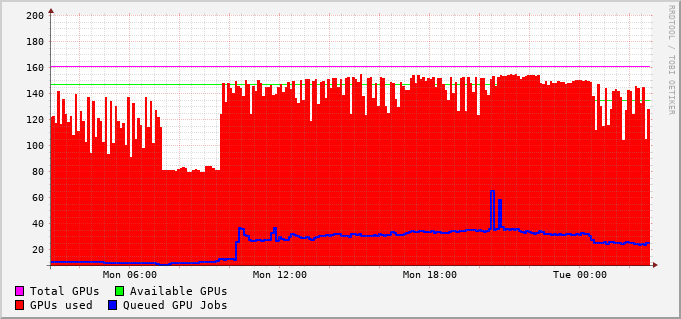 200
180
160
140
120
100
80
60
40
20
Mon 06:00 Mon 12:00 Mon 18:00 Tue 00:00
Total GPUs Available GPUs
GPUs used Queued GPU Jobs
RRDTOOL / TOBI OETIKER